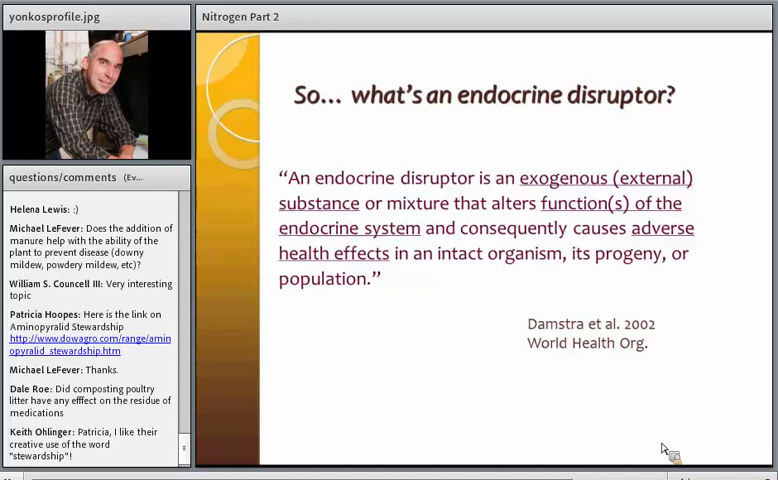 yonkosprofile.jpg
Nitrogen Part 2
So... what's an endocrine disruptor?
"An endocrine disruptor is an exogenous (external)
substance or mixture that alters function(s) of the
endocrine system and consequently causes adverse
health effects in an intact organism, its progeny, or
population."
Damstra et al. 2002
World Health Org.
questions/comments (Ev...
Helena Lewis: :)
Michael LeFever: Does the addition of
manure help with the ability of the
plant to prevent disease (downy
mildew, powdery mildew, etc)?
William S. Councell III: Very interesting
topic
Patricia Hoopes: Here is the link on
Aminopyralid Stewardship
http://www.dowagro.com/range/amin
opyralid_stewardship.htm
Michael LeFever: Thanks.
Dale Roe: Did composting poultry
litter have any efffect on the residue of
medications
Keith Ohlinger: Patricia, I like their
creative use of the word
"stewardship"!